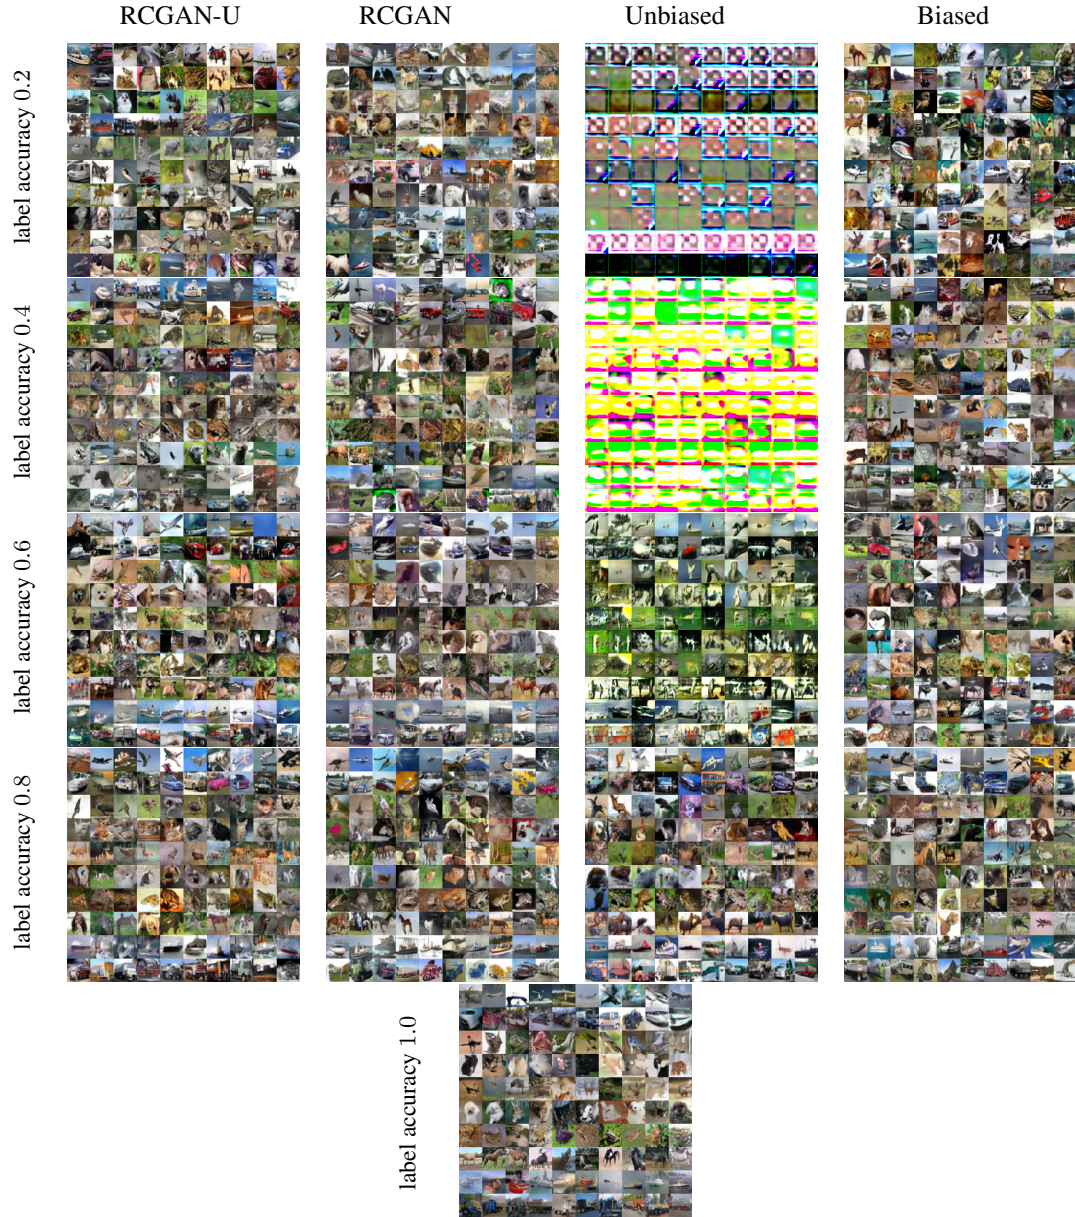 RCGAN-U RCGAN Unbiased Biased
label accuracy 0.2
label accuracy 0.4
label accuracy 0.6
label accuracy 0.8
label accuracy 1.0